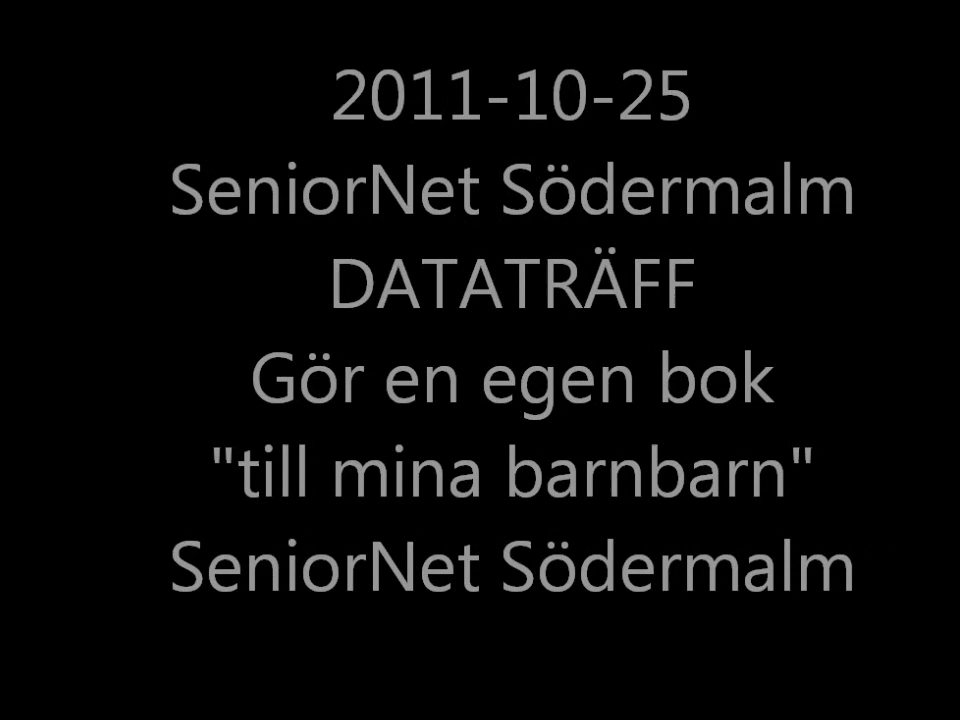 2011-10-25
SeniorNet Södermalm
DATATRÄFF
Gör en egen bok
"till mina barnbarn"
SeniorNet Södermalm